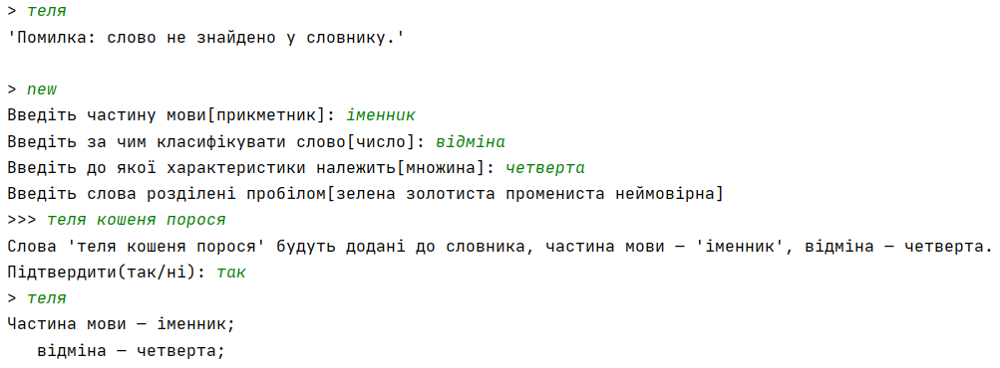 > теля
'Помилка: слово не знайдено у словнику.'
> new
Введіть частину мови[прикметник]: іменник
Введіть за чим класифікувати слово[число]: відміна
Введіть до якої характеристики належить[множина]: четверта
Введіть слова розділені пробілом[зелена золотиста промениста неймовірна]
>>> теля кошеня порося
Слова 'теля кошеня порося' будуть додані до словника, частина мови — 'іменник', відміна — четверта.
Підтвердити(так/ні): так
> теля
Частина мови — іменник;
   відміна — четверта;